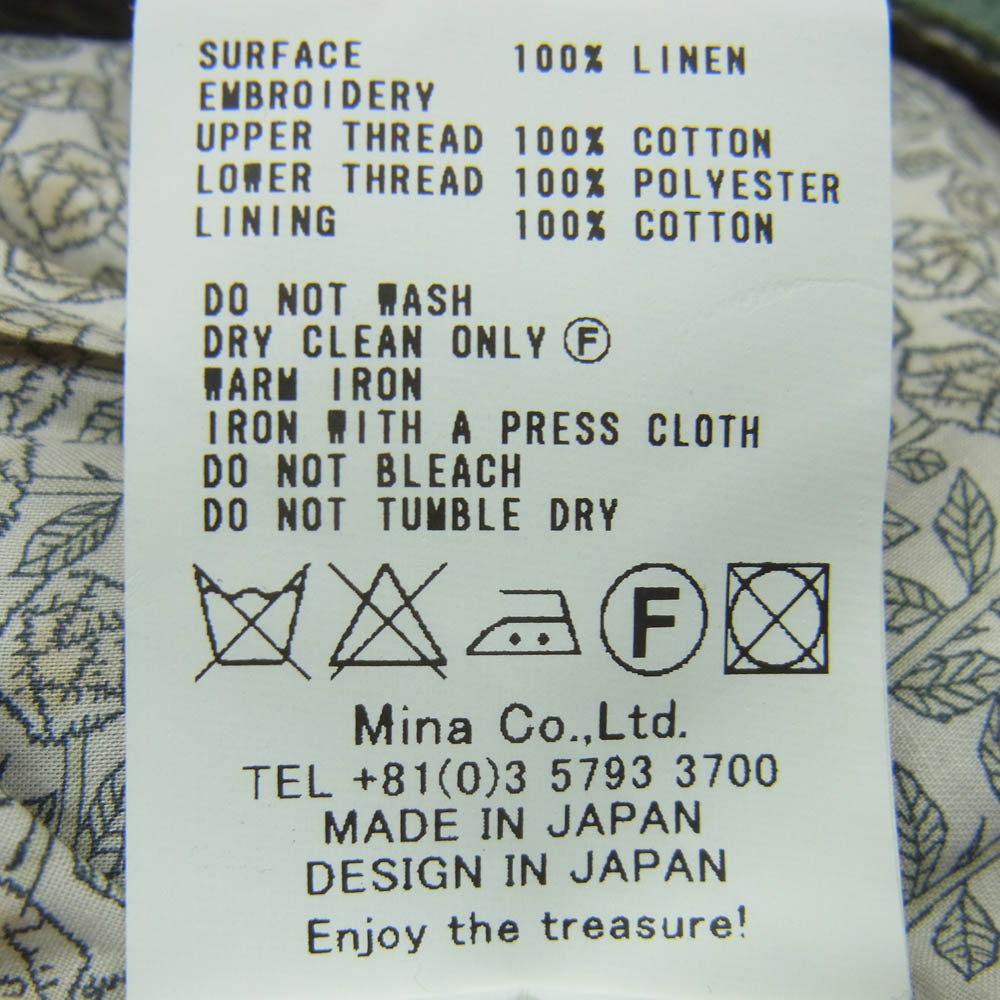 SURFACE 100% LINEN
EMBROIDERY
UPPER THREAD 100% COTTON
LOWER THREAD 100% POLYESTER
LINING 100% COTTON
DO NOT WASH
DRY CLEAN ONLY Ⓕ
WARM IRON
IRON WITH A PRESS CLOTH
DO NOT BLEACH
DO NOT TUMBLE DRY
F
Mina Co.,Ltd.
TEL +81(0)3 5793 3700
MADE IN JAPAN
DESIGN IN JAPAN
Enjoy the treasure!